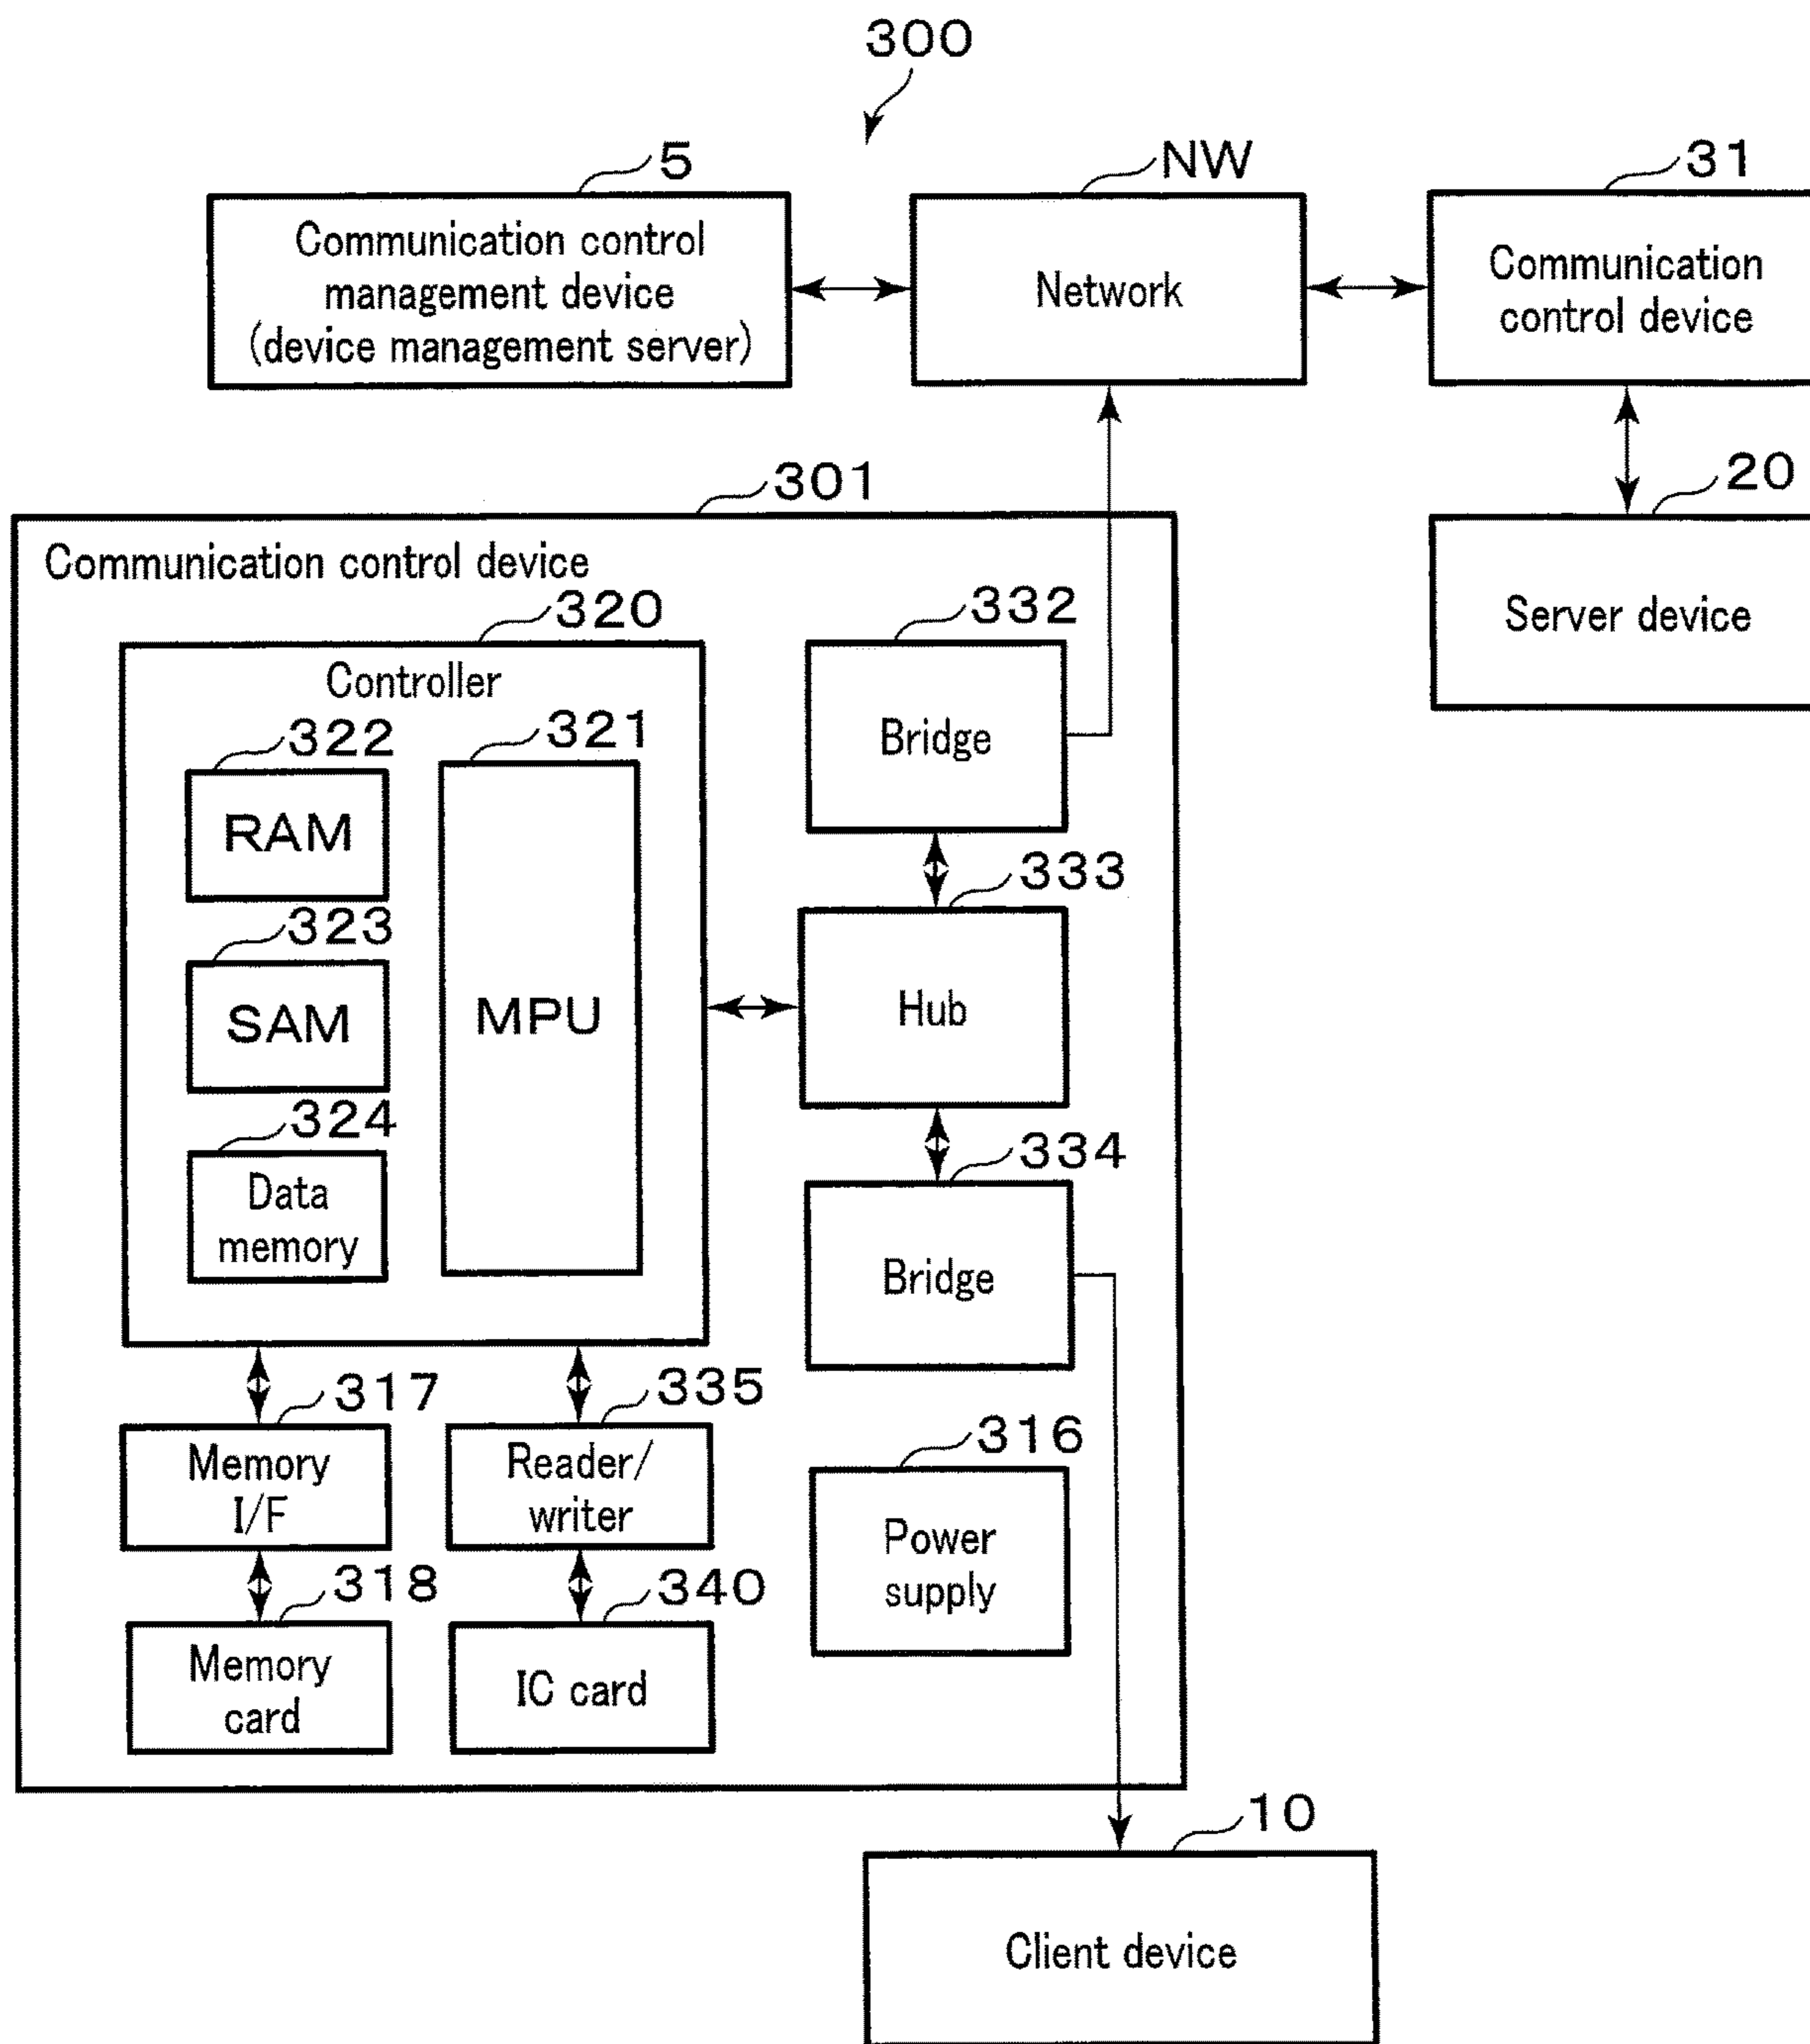 300
5
NW
31
Communication control
management device
(device management server)
Network
Communication
control device
301
20
Communication control device
Server device
320
332
Controller
Bridge
322
321
RAM
333
323
SAM
MPU
Hub
324
334
Data
memory
Bridge
317
335
316
Memory
I/F
Reader/
writer
Power
supply
318
340
Memory
card
IC card
10
Client device